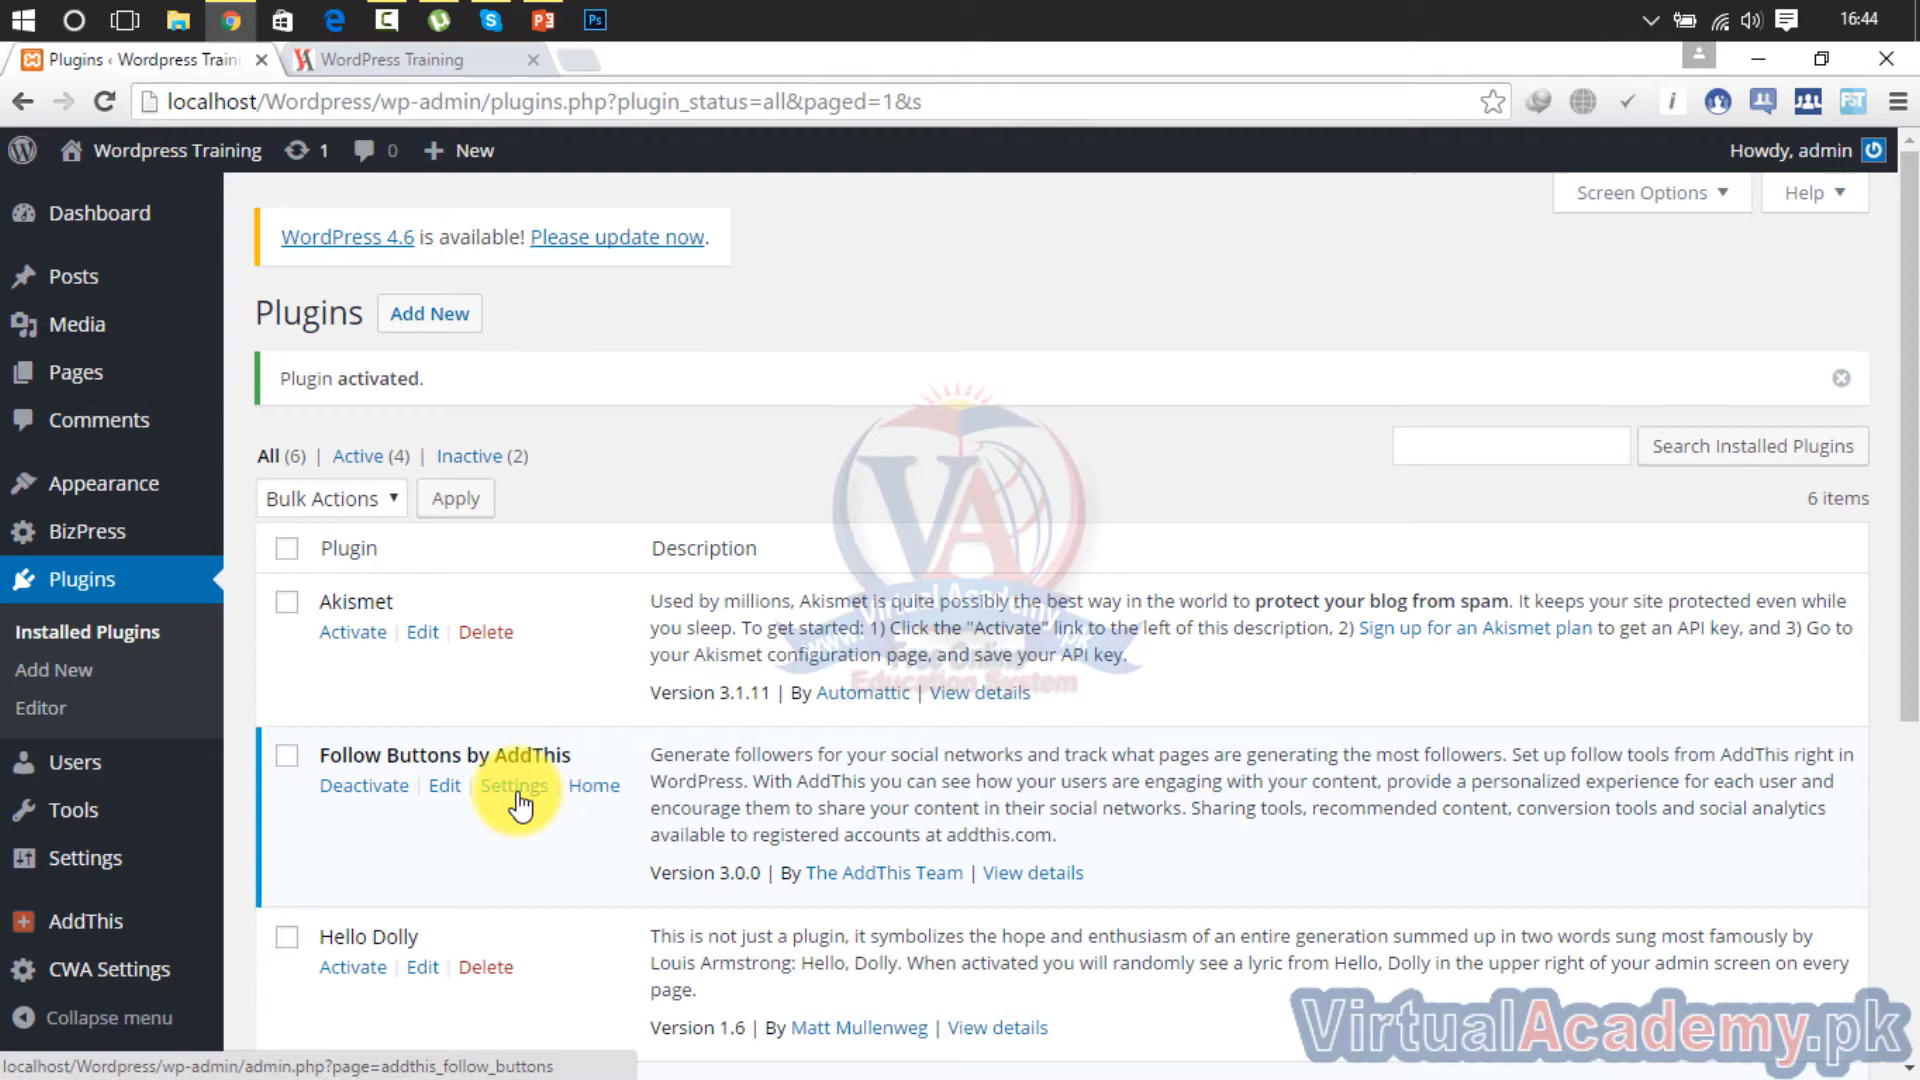 16:44
Plugins ‹ Wordpress Traini
WordPress Training
localhost/Wordpress/wp-admin/plugins.php?plugin_status=all&paged=1&s
Wordpress Training 1 0 + New Howdy, admin
Screen Options ▼ Help ▼
Dashboard
Posts
Media
Pages
Comments
Appearance
BizPress
Plugins
Installed Plugins
Add New
Editor
Users
Tools
Settings
AddThis
CWA Settings
Collapse menu
WordPress 4.6 is available! Please update now.
Plugins Add New
Plugin activated.
All (6) | Active (4) | Inactive (2)
Search Installed Plugins
Bulk Actions Apply
6 items
Plugin Description
Akismet
Activate | Edit | Delete
Used by millions, Akismet is quite possibly the best way in the world to protect your blog from spam. It keeps your site protected even while
you sleep. To get started: 1) Click the "Activate" link to the left of this description, 2) Sign up for an Akismet plan to get an API key, and 3) Go to
your Akismet configuration page, and save your API key.
Version 3.1.11 | By Automattic | View details
Follow Buttons by AddThis
Deactivate | Edit | Settings | Home
Generate followers for your social networks and track what pages are generating the most followers. Set up follow tools from AddThis right in
WordPress. With AddThis you can see how your users are engaging with your content, provide a personalized experience for each user and
encourage them to share your content in their social networks. Sharing tools, recommended content, conversion tools and social analytics
available to registered accounts at addthis.com.
Version 3.0.0 | By The AddThis Team | View details
Hello Dolly
Activate | Edit | Delete
This is not just a plugin, it symbolizes the hope and enthusiasm of an entire generation summed up in two words sung most famously by
Louis Armstrong: Hello, Dolly. When activated you will randomly see a lyric from Hello, Dolly in the upper right of your admin screen on every
page.
Version 1.6 | By Matt Mullenweg | View details
localhost/Wordpress/wp-admin/admin.php?page=addthis_follow_buttons
VA
www.VirtualAcademy.pk
Free Online
Education System
VirtualAcademy.pk